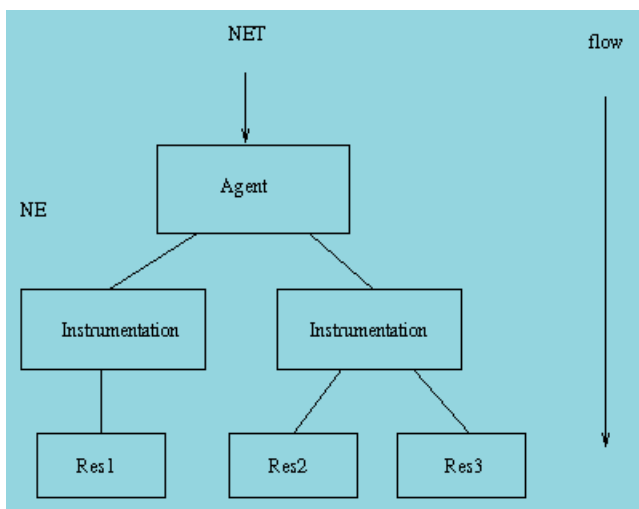 NET
flow
Agent
NE
Instrumentation
Instrumentation
Res1
Res2
Res3